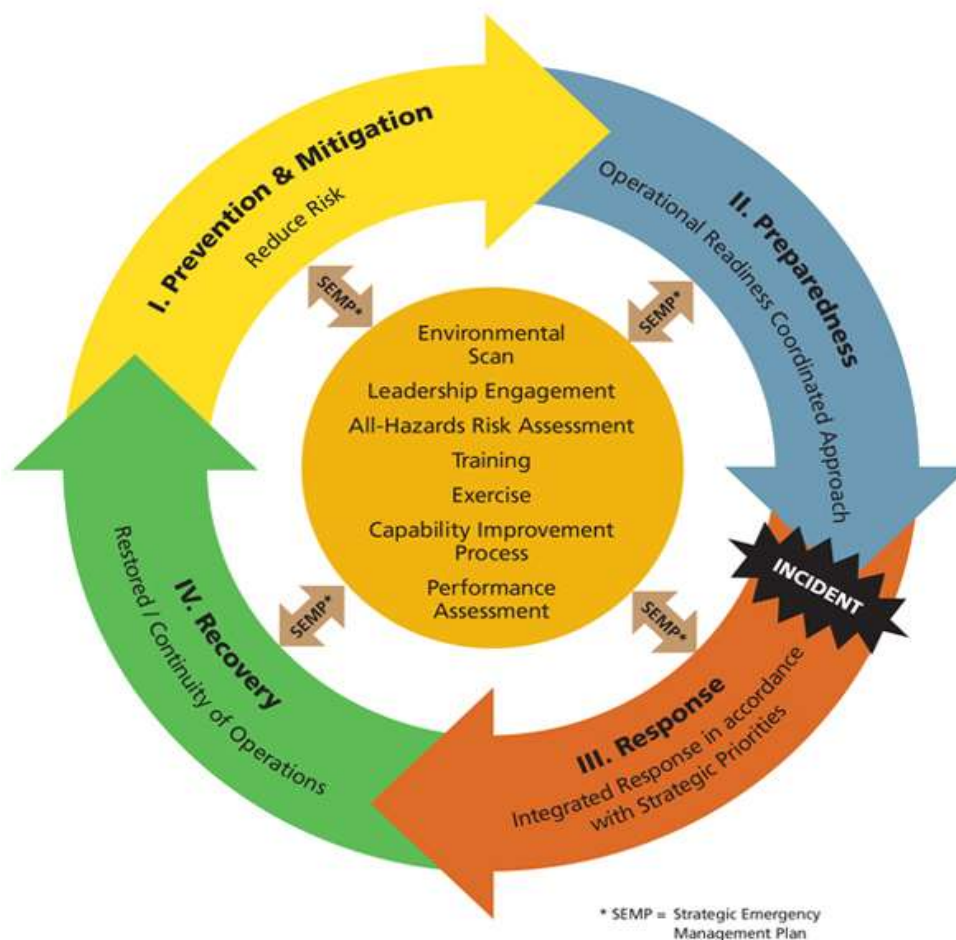 I. Prevention & Mitigation
Reduce Risk
II. Preparedness
Operational Readiness Coordinated Approach
SEMP*
SEMP*
Environmental
Scan
Leadership Engagement
All-Hazards Risk Assessment
Training
Exercise
Capability Improvement
Process
Performance
Assessment
INCIDENT
SEMP*
SEMP*
III. Response
Integrated Response in accordance
with Strategic Priorities
IV. Recovery
Restored / Continuity of Operations
* SEMP = Strategic Emergency
Management Plan